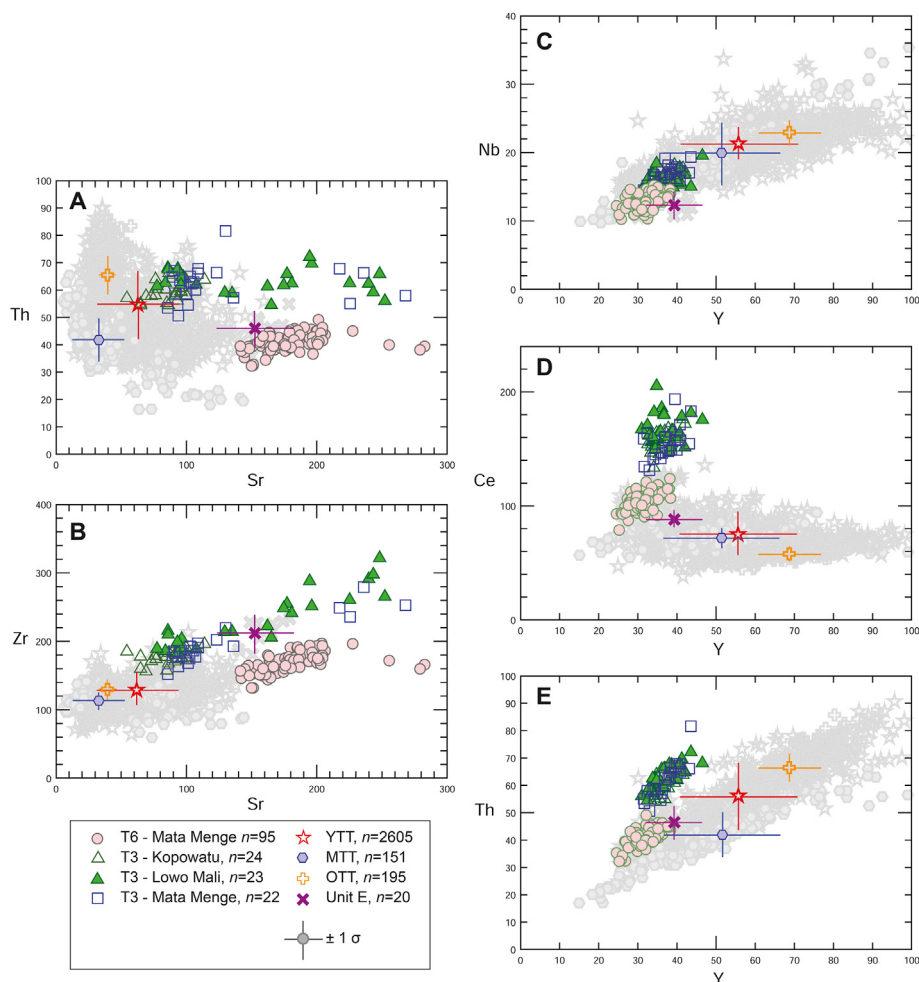 A
100
90
80
70
60
50
40
30
20
10
0
Th
0 100 200 300
Sr
B
400
300
200
100
0
Zr
0 100 200 300
Sr
T6 - Mata Menge n=95
T3 - Kopowatu, n=24
T3 - Lowo Mali, n=23
T3 - Mata Menge, n=22
YTT, n=2605
MTT, n=151
OTT, n=195
Unit E, n=20
± 1 σ
C
40
30
20
10
0
Nb
0 10 20 30 40 50 60 70 80 90 100
Y
D
200
100
0
Ce
0 10 20 30 40 50 60 70 80 90 100
E
100
90
80
70
60
50
40
30
20
10
0
Th
0 10 20 30 40 50 60 70 80 90 100
Y